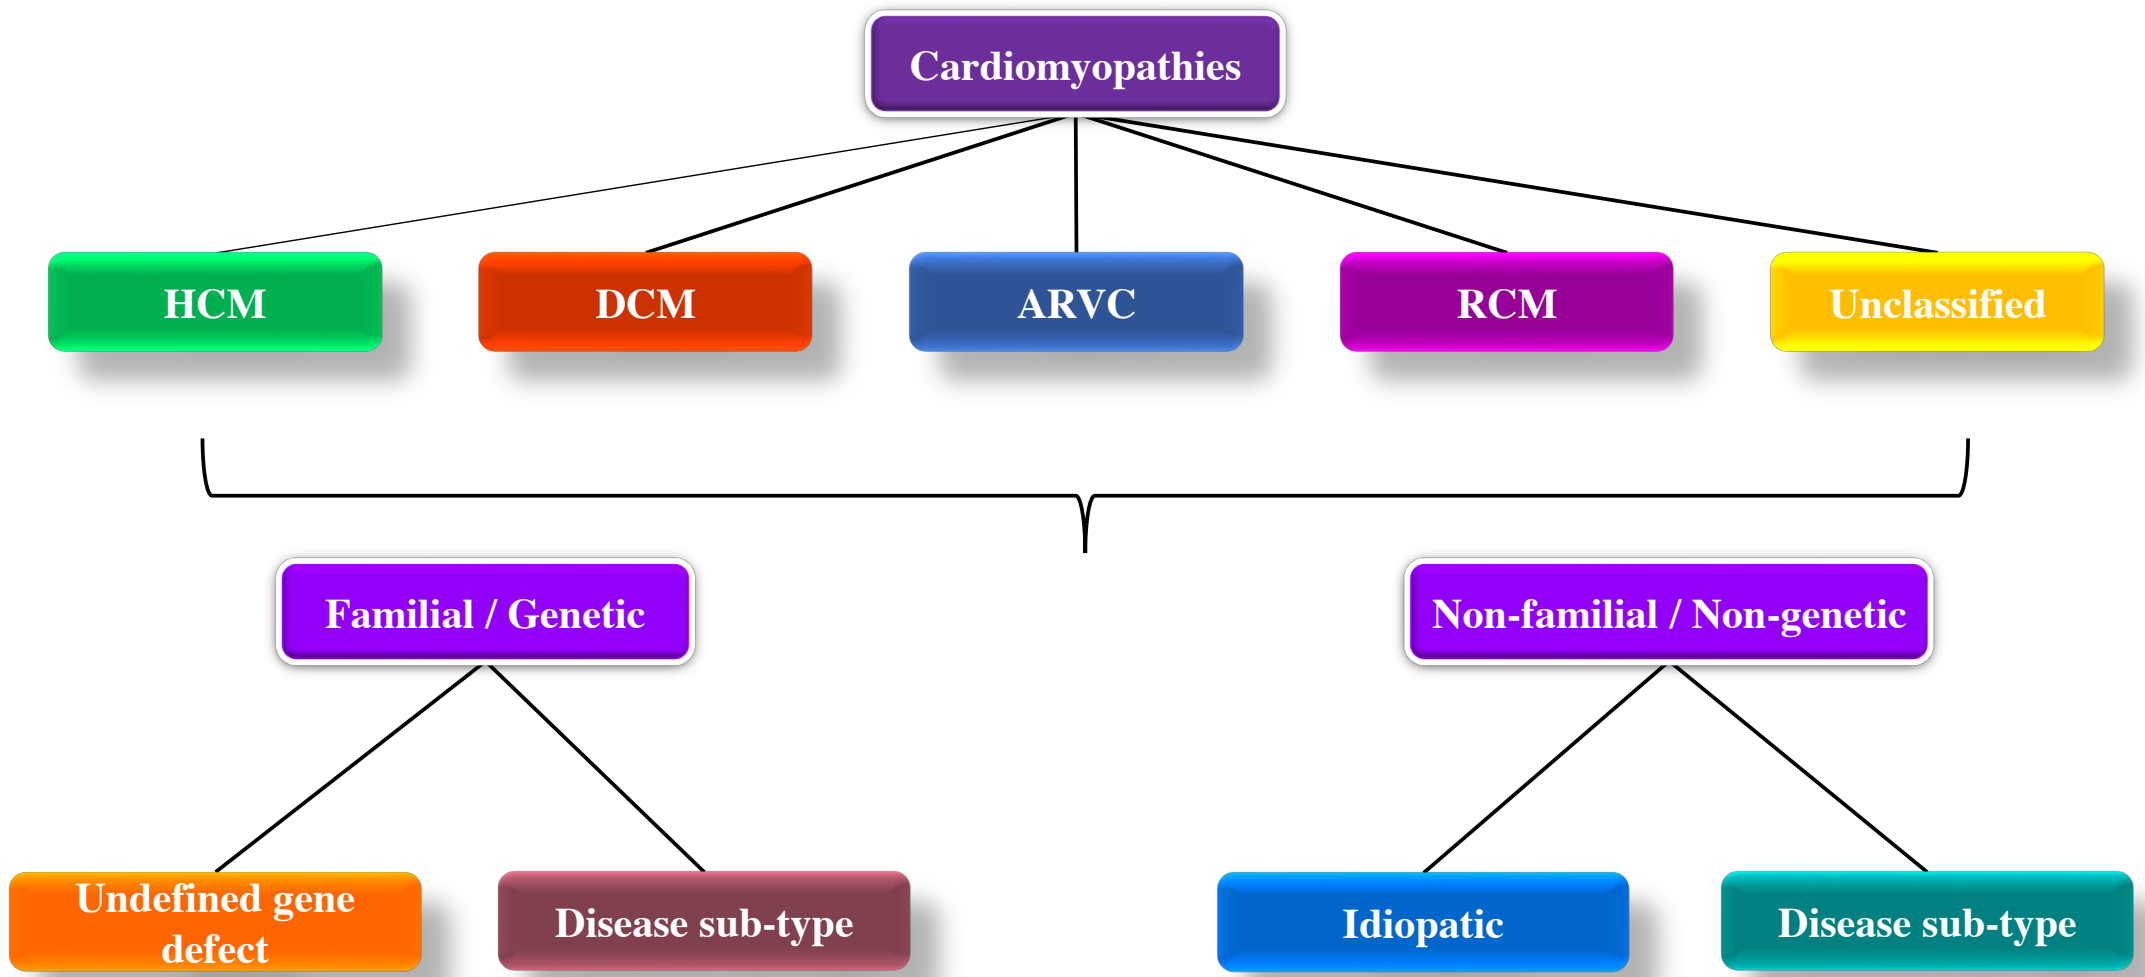 Cardiomyopathies
HCM
DCM
ARVC
RCM
Unclassified
Familial / Genetic
Non-familial / Non-genetic
Undefined gene
defect
Disease sub-type
Idiopatic
Disease sub-type